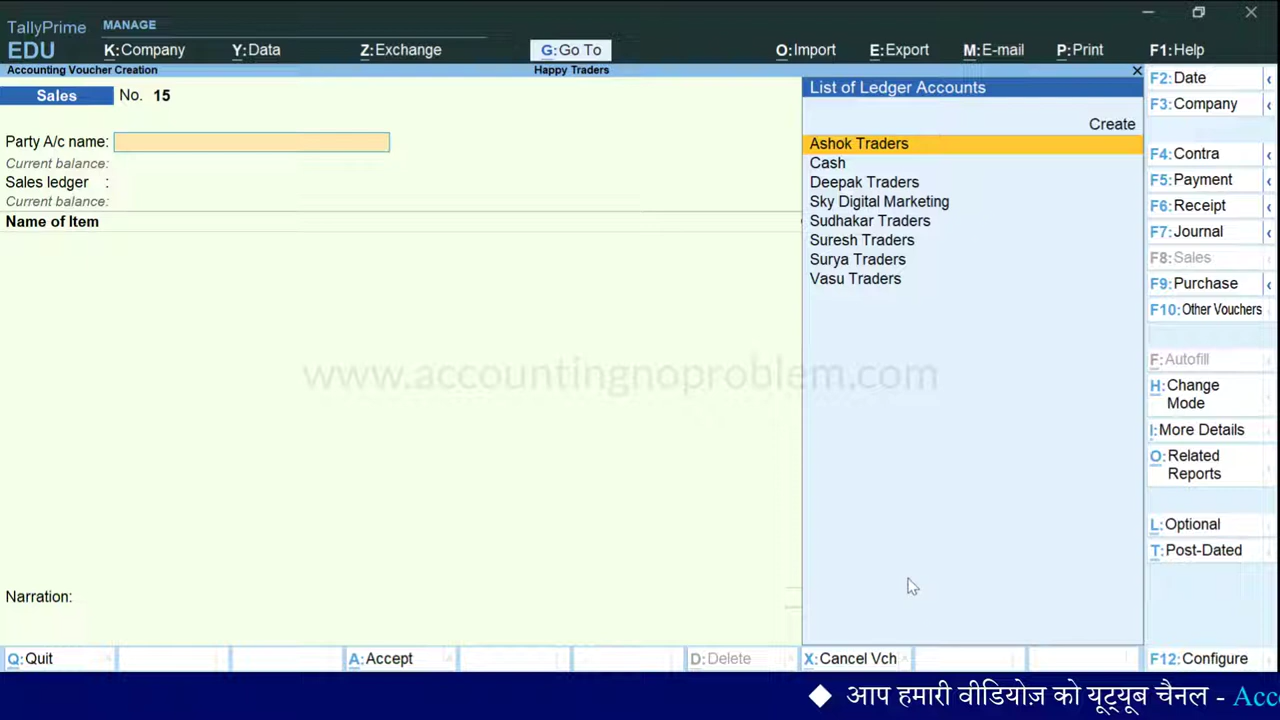 TallyPrime
EDU
MANAGE
K:Company Y:Data Z:Exchange G:Go To O:Import E:Export M:E-mail P:Print F1:Help
Accounting Voucher Creation Happy Traders
Sales No. 15
Party A/c name:
Current balance:
Sales ledger :
Current balance:
Name of Item
List of Ledger Accounts
Create
Ashok Traders
Cash
Deepak Traders
Sky Digital Marketing
Sudhakar Traders
Suresh Traders
Surya Traders
Vasu Traders
F2:Date
F3:Company
F4:Contra
F5:Payment
F6:Receipt
F7:Journal
F8:Sales
F9:Purchase
F10:Other Vouchers
F:Autofill
H:Change
Mode
I:More Details
O:Related
Reports
L:Optional
T:Post-Dated
www.accountingnoproblem.com
Narration:
Q:Quit A:Accept D:Delete X:Cancel Vch F12:Configure
◆ आप हमारी वीडियोज़ को यूट्यूब चैनल - Acc